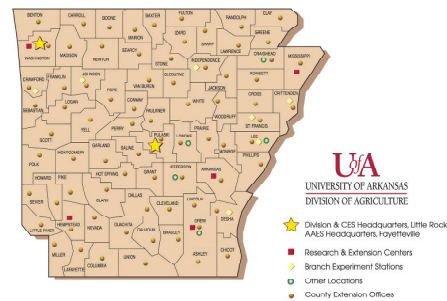 BENTON
CARROLL
BOONE
BAXTER
FULTON
RANDOLPH
CLAY
MARION
IZARD
SHARP
LAWRENCE
GREENE
WASHINGTON
MADISON
NEWTON
SEARCY
STONE
INDEPENDENCE
CRAIGHEAD
MISSISSIPPI
CRAWFORD
FRANKLIN
JOHNSON
POPE
VAN BUREN
CLEBURNE
JACKSON
POINSETT
SEBASTIAN
LOGAN
CONWAY
FAULKNER
WHITE
CROSS
CRITTENDEN
WOODRUFF
ST. FRANCIS
SCOTT
YELL
PERRY
PULASKI
LONOKE
PRAIRIE
LEE
MONROE
PHILLIPS
POLK
MONTGOMERY
GARLAND
SALINE
HOT SPRING
GRANT
JEFFERSON
ARKANSAS
HOWARD
PIKE
SEVIER
CLARK
DALLAS
CLEVELAND
LINCOLN
DESHA
LITTLE RIVER
HEMPSTEAD
NEVADA
OUACHITA
CALHOUN
BRADLEY
DREW
MILLER
LAFAYETTE
COLUMBIA
UNION
ASHLEY
CHICOT
UofA
UNIVERSITY OF ARKANSAS
DIVISION OF AGRICULTURE
Division & CES Headquarters, Little Rock
AAES Headquarters, Fayetteville
Research & Extension Centers
Branch Experiment Stations
Other Locations
County Extension Offices